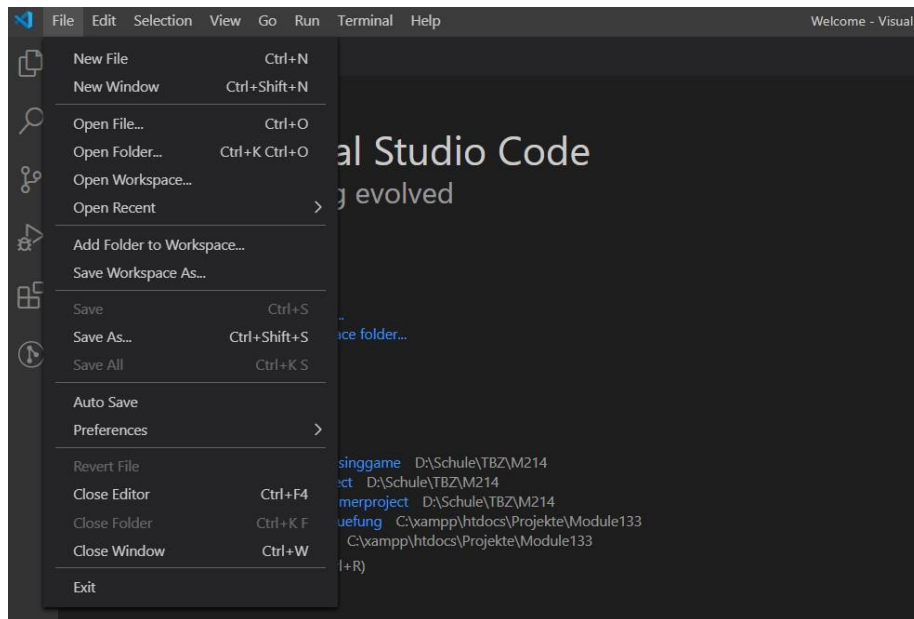 File Edit Selection View Go Run Terminal Help Welcome - Visual
New File Ctrl+N
New Window Ctrl+Shift+N
Open File... Ctrl+O
Open Folder... Ctrl+K Ctrl+O
Open Workspace...
Open Recent
Add Folder to Workspace...
Save Workspace As...
Save Ctrl+S
Save As... Ctrl+Shift+S
Save All Ctrl+K S
Auto Save
Preferences
Revert File
Close Editor Ctrl+F4
Close Folder Ctrl+K F
Close Window Ctrl+W
Exit
al Studio Code
g evolved
...
ace folder...
singgame D:\Schule\TBZ\M214
ect D:\Schule\TBZ\M214
merproject D:\Schule\TBZ\M214
uefung C:\xampp\htdocs\Projekte\Module133
C:\xampp\htdocs\Projekte\Module133
l+R)